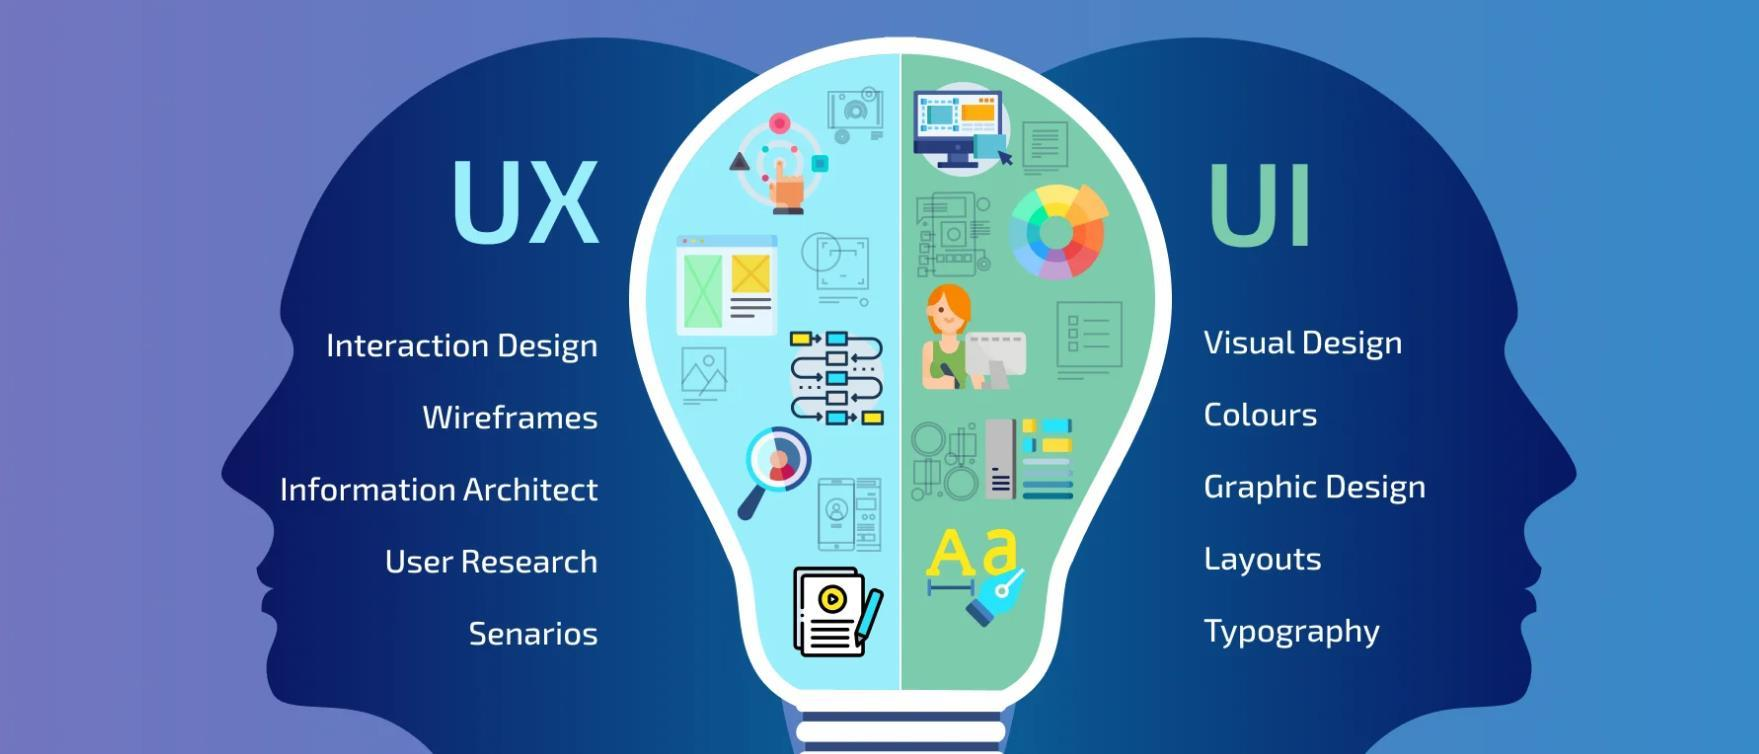 UX
Interaction Design
Wireframes
Information Architect
User Research
Senarios
Aa
UI
Visual Design
Colours
Graphic Design
Layouts
Typography